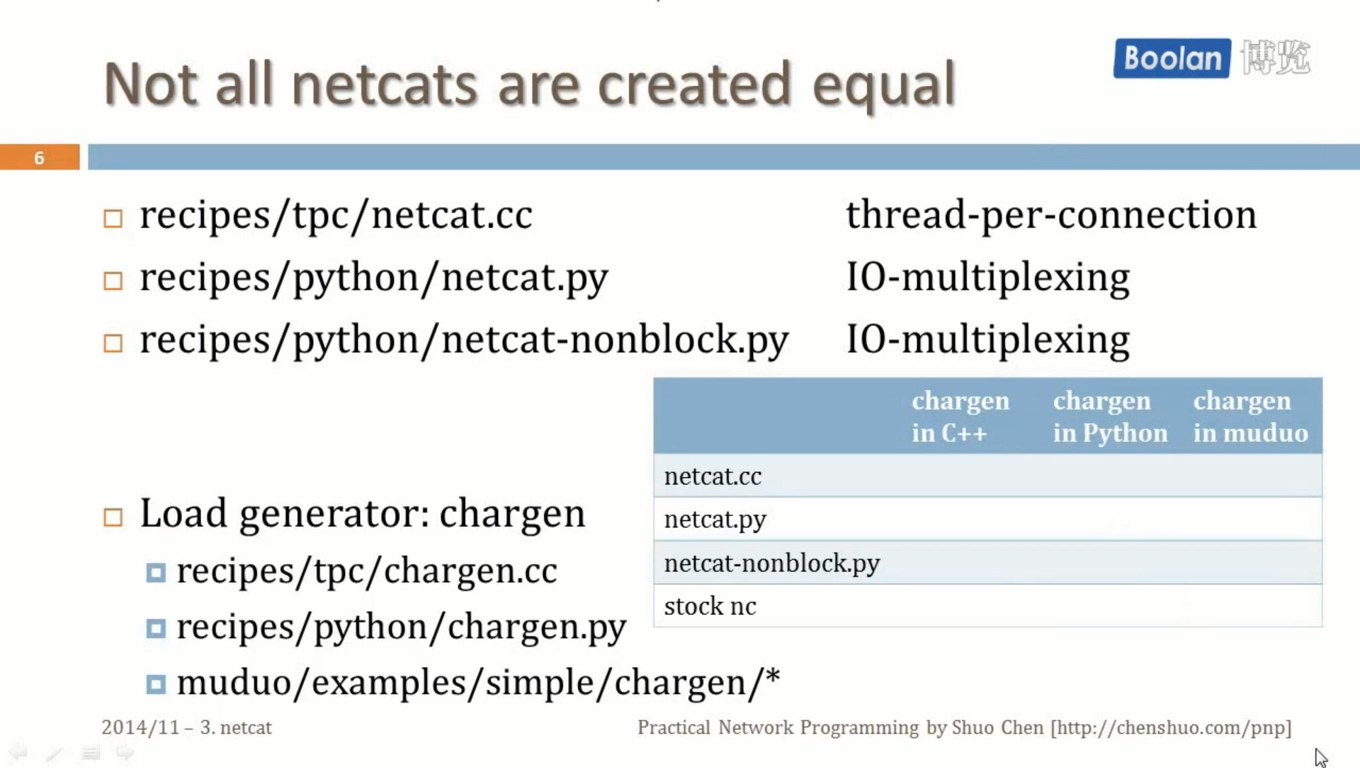 Not all netcats are created equal
Boolan 博览
6
recipes/tpc/netcat.cc thread-per-connection
recipes/python/netcat.py IO-multiplexing
recipes/python/netcat-nonblock.py IO-multiplexing
chargen in C++ chargen in Python chargen in muduo
netcat.cc
netcat.py
netcat-nonblock.py
stock nc
Load generator: chargen
recipes/tpc/chargen.cc
recipes/python/chargen.py
muduo/examples/simple/chargen/*
2014/11 – 3. netcat
Practical Network Programming by Shuo Chen [http://chenshuo.com/pnp]